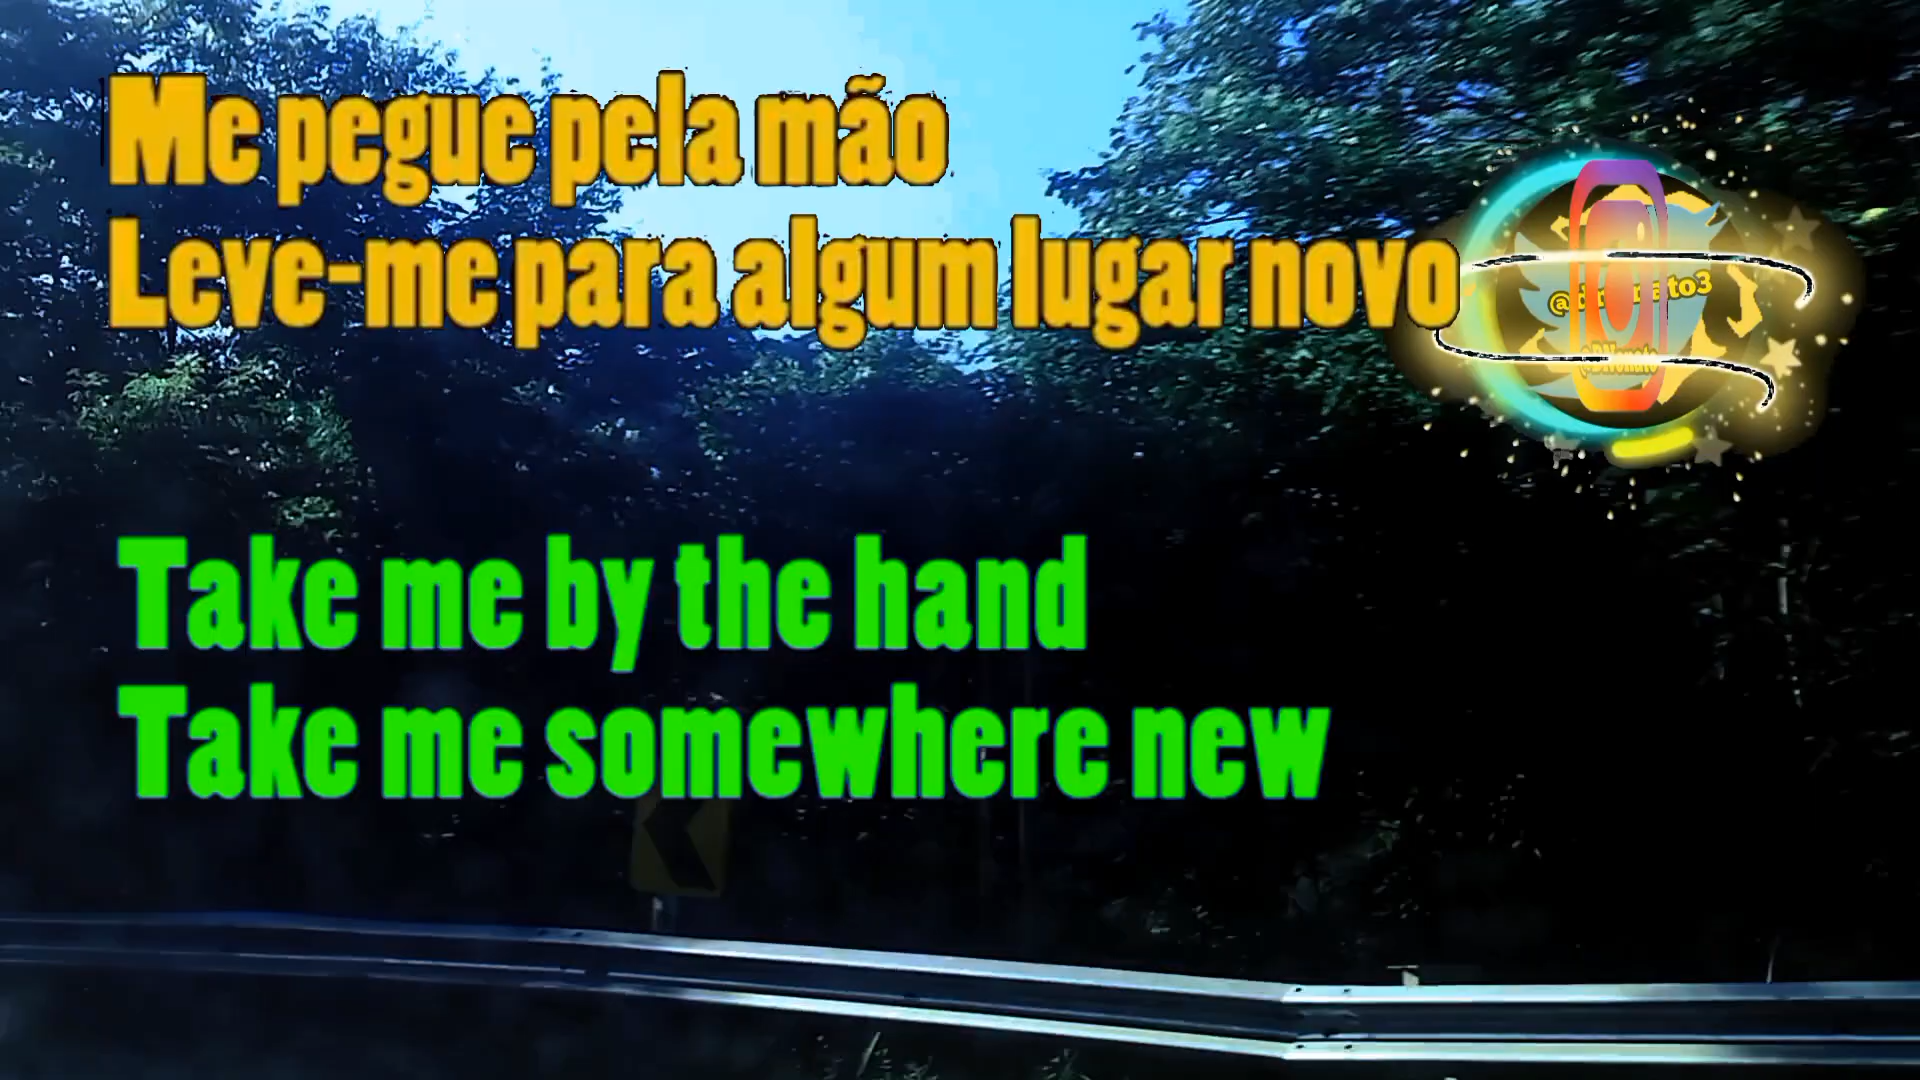 Me pegue pela mão
Leve-me para algum lugar novo
Take me by the hand
Take me somewhere new